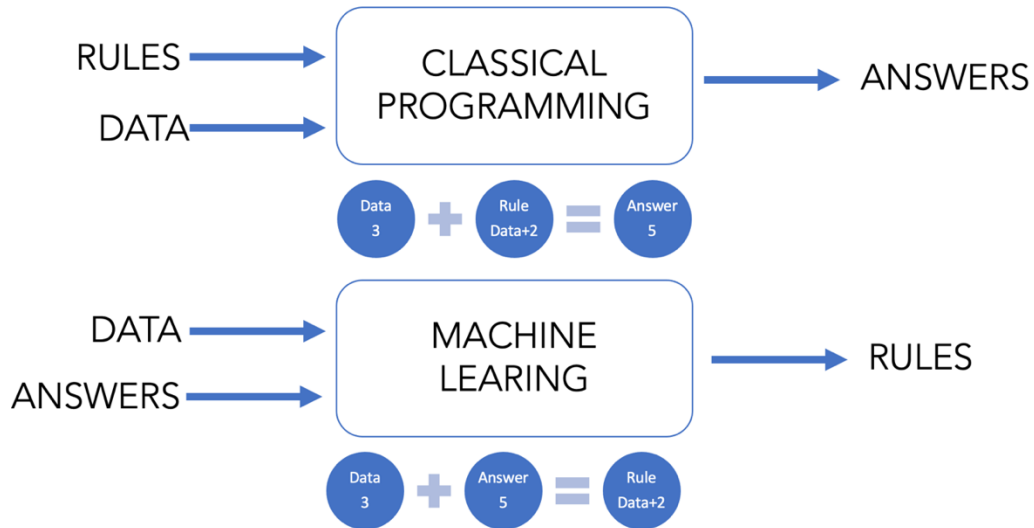 RULES
DATA
CLASSICAL
PROGRAMMING
ANSWERS
Data
3
Rule
Data+2
Answer
5
DATA
ANSWERS
MACHINE
LEARING
RULES
Data
3
Answer
5
Rule
Data+2